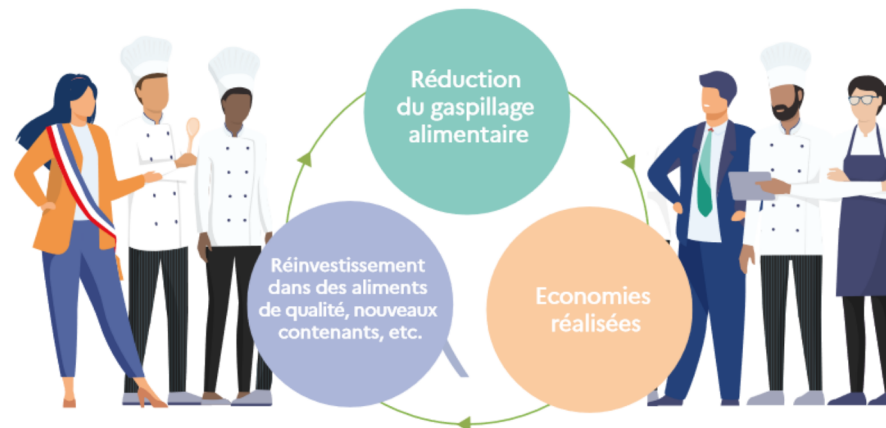 Réduction
du gaspillage
alimentaire
Réinvestissement
dans des aliments
de qualité, nouveaux
contenants, etc.
Economies
réalisées